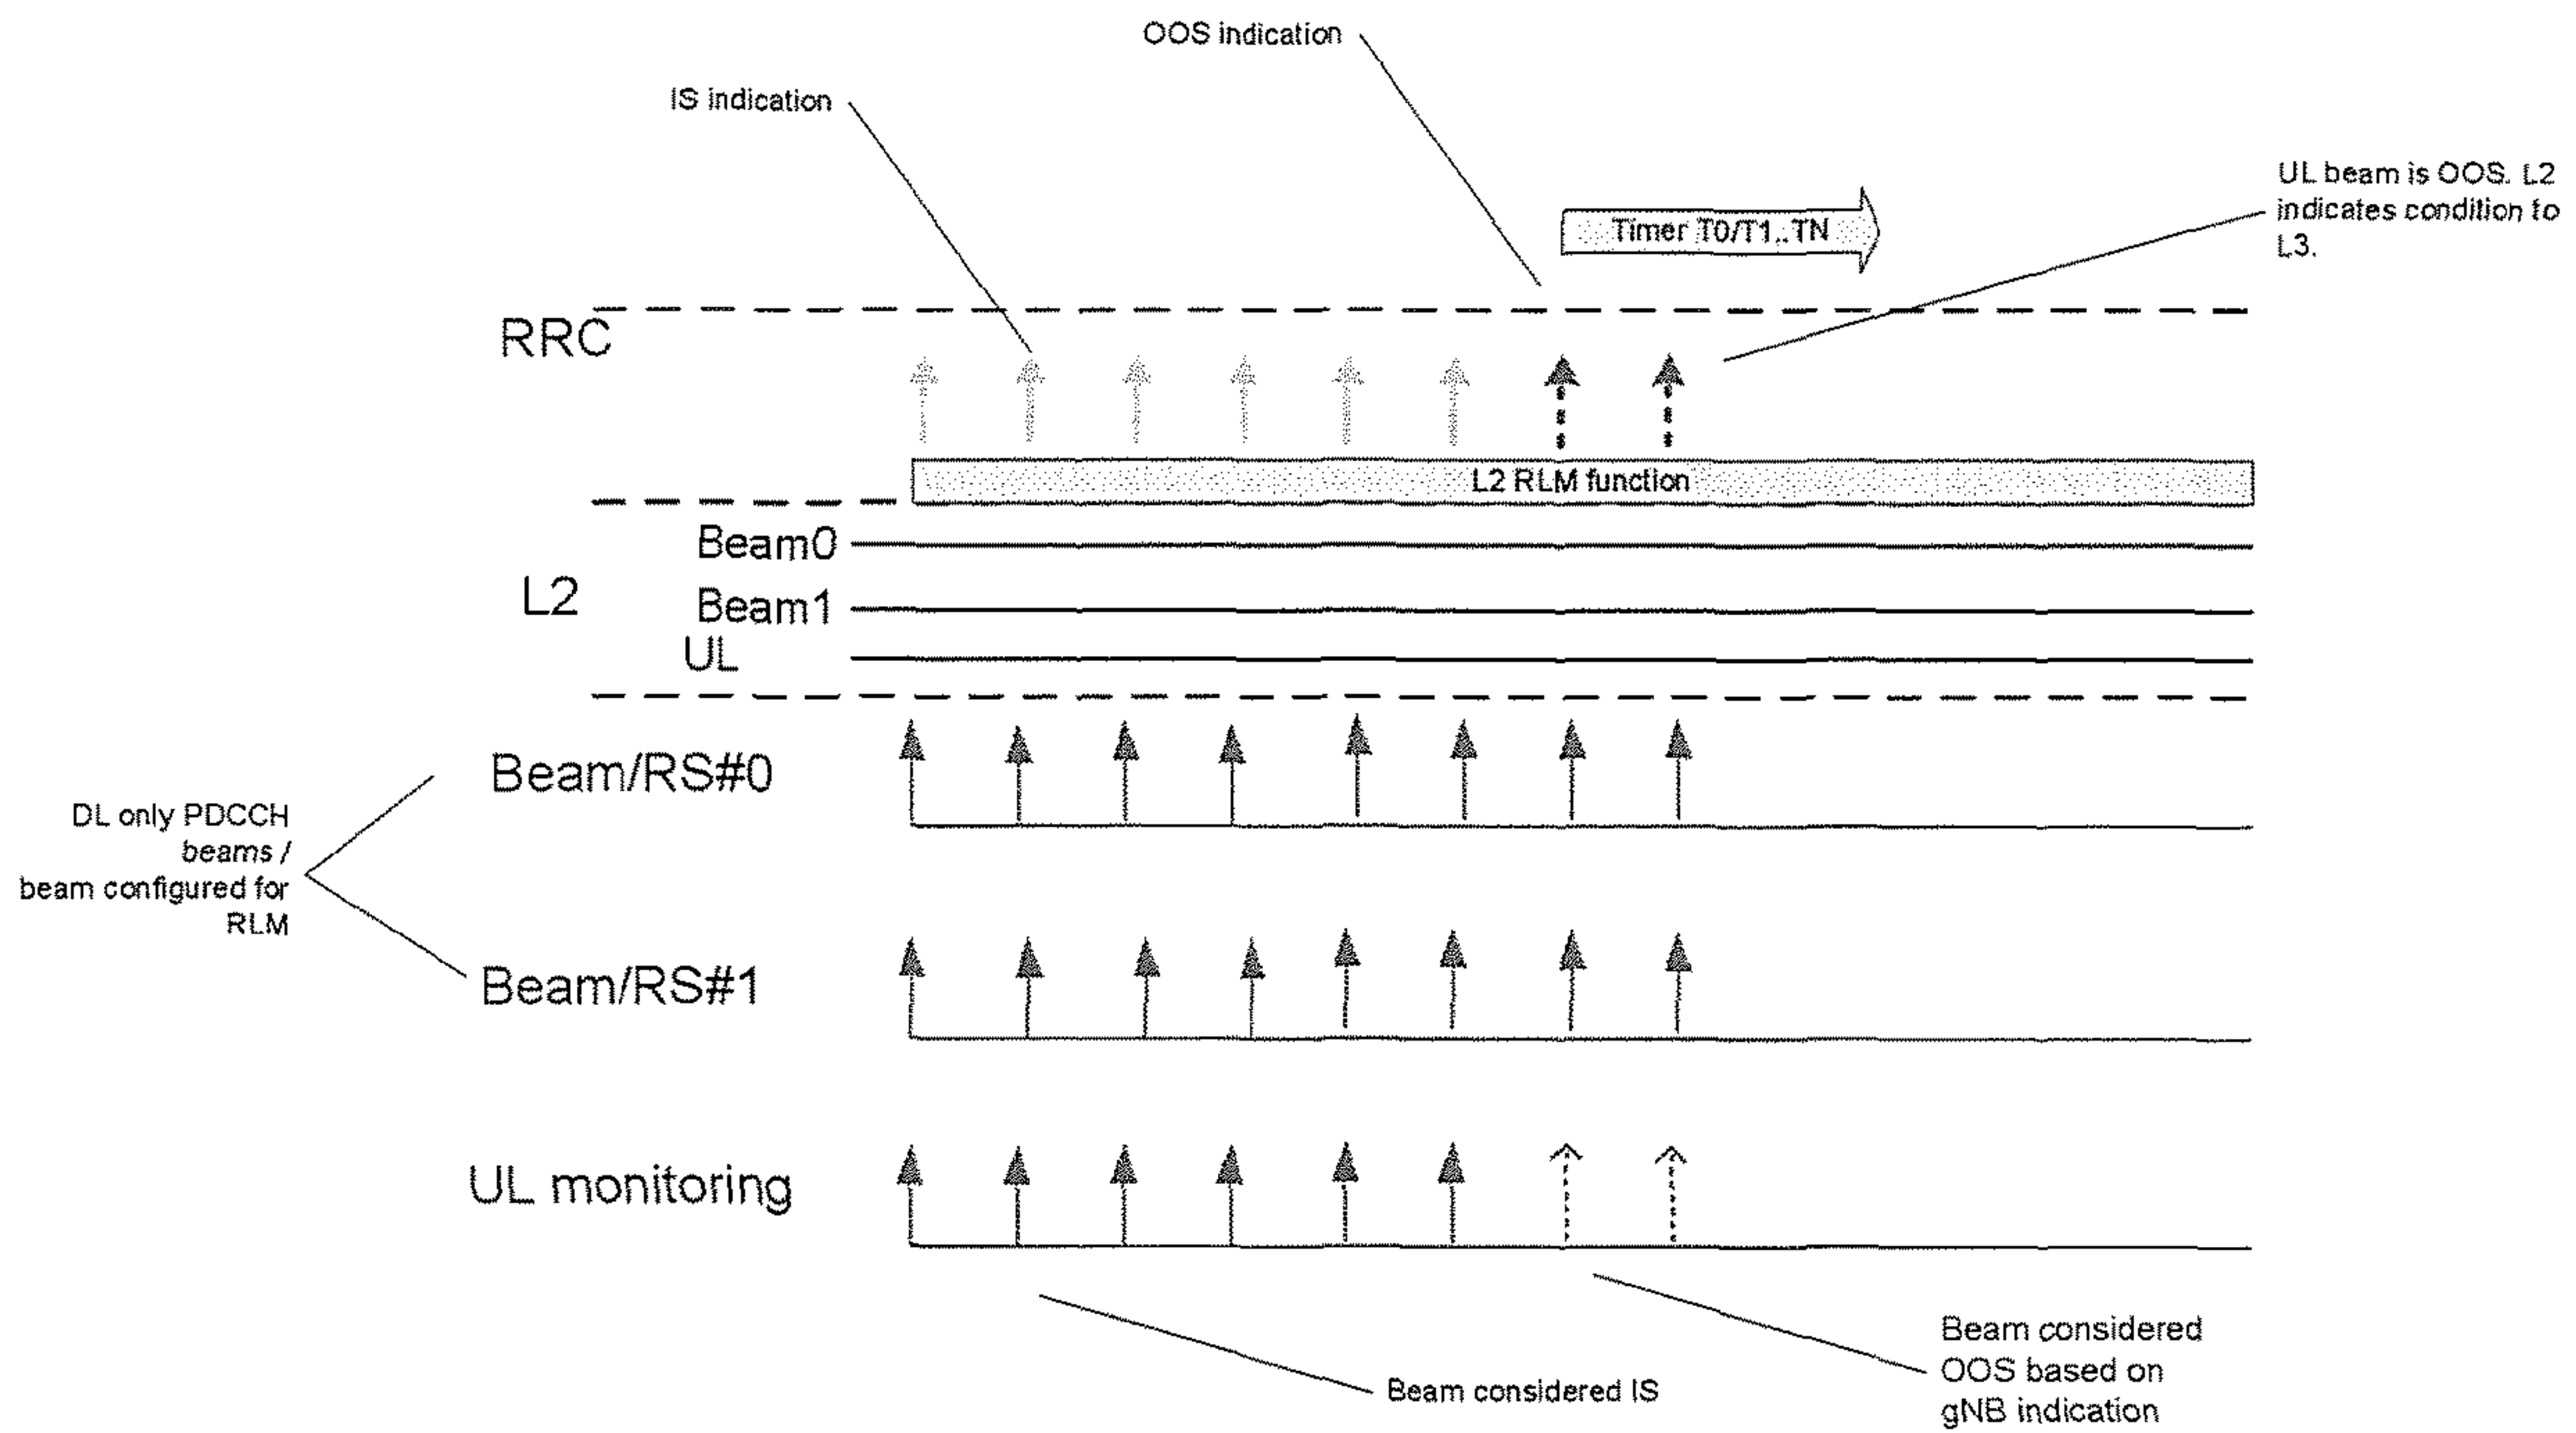 OOS indication
IS indication
UL beam is OOS. L2
indicates condition to
L3.
Timer T0/T1..TN
RRC
L2 RLM function
Beam0
L2
Beam1
UL
Beam/RS#0
DL only PDCCH
beams /
beam configured for
RLM
Beam/RS#1
UL monitoring
Beam considered IS
Beam considered
OOS based on
gNB indication